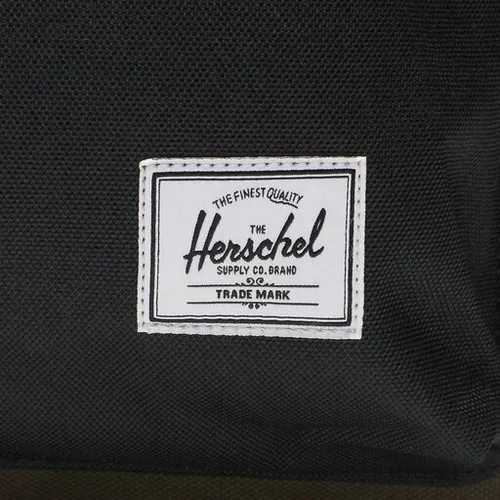 THE FINEST QUALITY
THE
Herschel
SUPPLY CO. BRAND
TRADE MARK